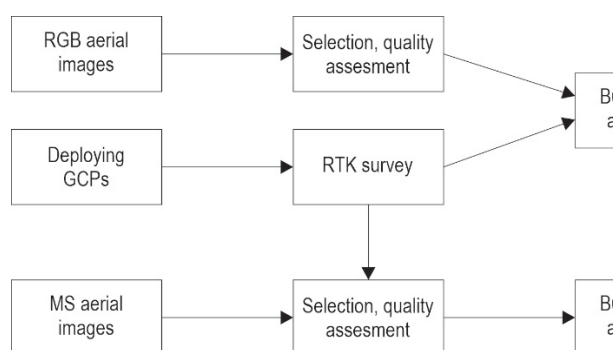 RGB aerial
images
Selection, quality
assesment
Deploying
GCPs
RTK survey
MS aerial
images
Selection, quality
assesment